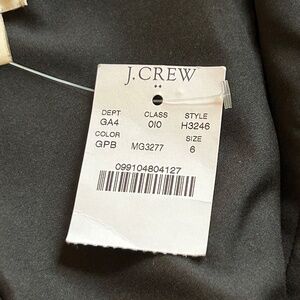 J.CREW
DEPT CLASS STYLE
GA4 010 H3246
COLOR SIZE
GPB MG3277 6
099104804127